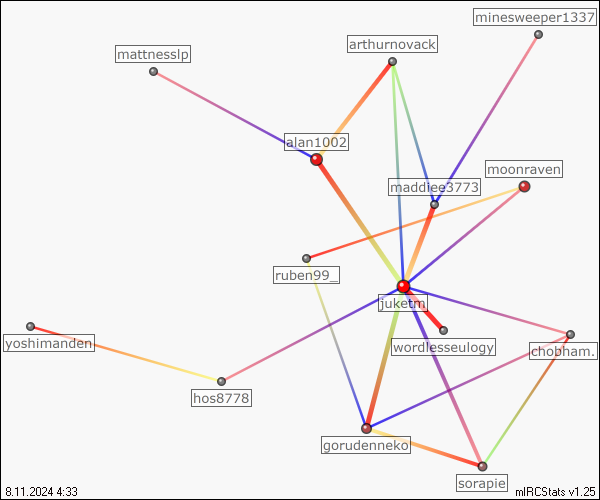 minesweeper1337
arthurnovack
mattnesslp
alan1002
moonraven
maddiee3773
ruben99_
juketm
yoshimanden
wordlesseulogy
chobham.
hos8778
gorudenneko
sorapie
8.11.2024 4:33
mIRCStats v1.25